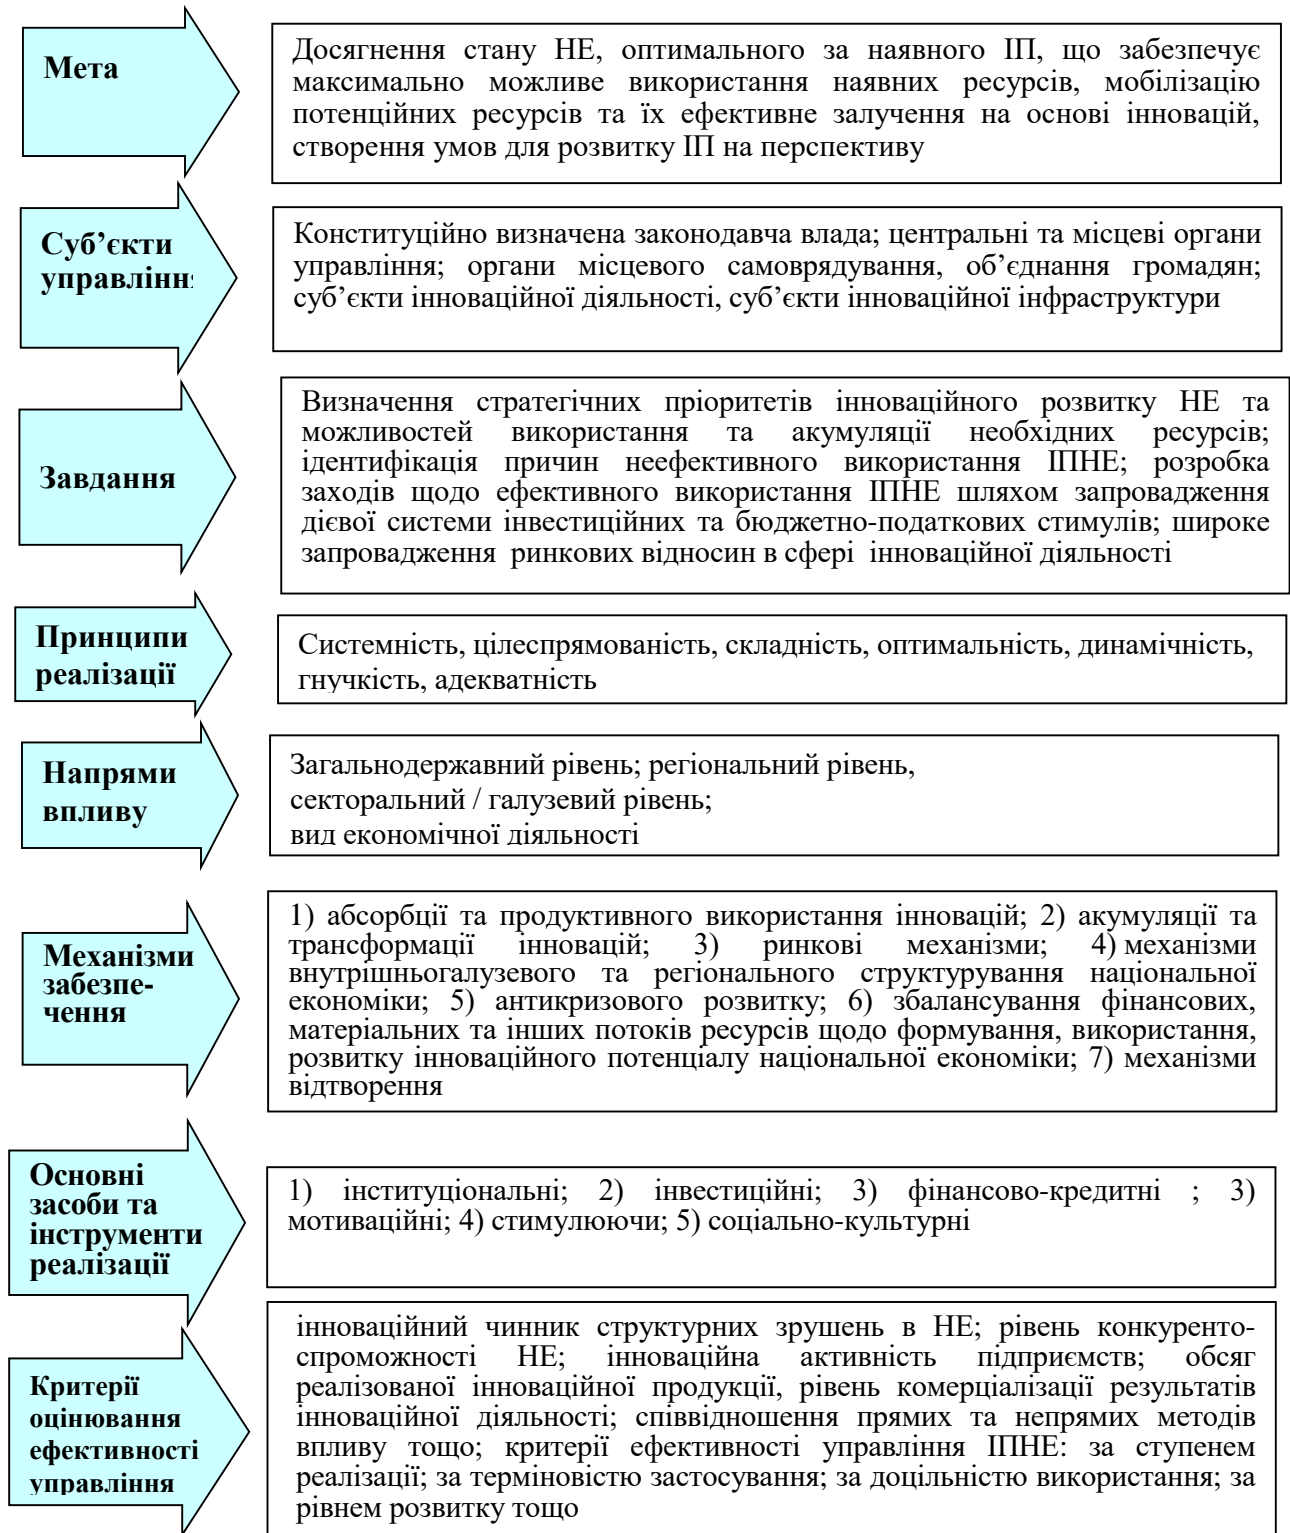 Мета
Досягнення стану НЕ, оптимального за наявного ІП, що забезпечує
максимально можливе використання наявних ресурсів, мобілізацію
потенційних ресурсів та їх ефективне залучення на основі інновацій,
створення умов для розвитку ІП на перспективу
Суб’єкти
управління
Конституційно визначена законодавча влада; центральні та місцеві органи
управління; органи місцевого самоврядування, об’єднання громадян;
суб’єкти інноваційної діяльності, суб’єкти інноваційної інфраструктури
Завдання
Визначення стратегічних пріоритетів інноваційного розвитку НЕ та
можливостей використання та акумуляції необхідних ресурсів;
ідентифікація причин неефективного використання ІПНЕ; розробка
заходів щодо ефективного використання ІПНЕ шляхом запровадження
дієвої системи інвестиційних та бюджетно-податкових стимулів; широке
запровадження ринкових відносин в сфері інноваційної діяльності
Принципи
реалізації
Системність, цілеспрямованість, складність, оптимальність, динамічність,
гнучкість, адекватність
Напрями
впливу
Загальнодержавний рівень; регіональний рівень,
секторальний / галузевий рівень;
вид економічної діяльності
Механізми
забезпе-
чення
1) абсорбції та продуктивного використання інновацій; 2) акумуляції та
трансформації інновацій; 3) ринкові механізми; 4) механізми
внутрішньогалузевого та регіонального структурування національної
економіки; 5) антикризового розвитку; 6) збалансування фінансових,
матеріальних та інших потоків ресурсів щодо формування, використання,
розвитку інноваційного потенціалу національної економіки; 7) механізми
відтворення
Основні
засоби та
інструменти
реалізації
1) інституціональні; 2) інвестиційні; 3) фінансово-кредитні ; 3)
мотиваційні; 4) стимулюючи; 5) соціально-культурні
Критерії
оцінювання
ефективності
управління
інноваційний чинник структурних зрушень в НЕ; рівень конкуренто-
спроможності НЕ; інноваційна активність підприємств; обсяг
реалізованої інноваційної продукції, рівень комерціалізації результатів
інноваційної діяльності; співвідношення прямих та непрямих методів
впливу тощо; критерії ефективності управління ІПНЕ: за ступенем
реалізації; за терміновістю застосування; за доцільністю використання; за
рівнем розвитку тощо